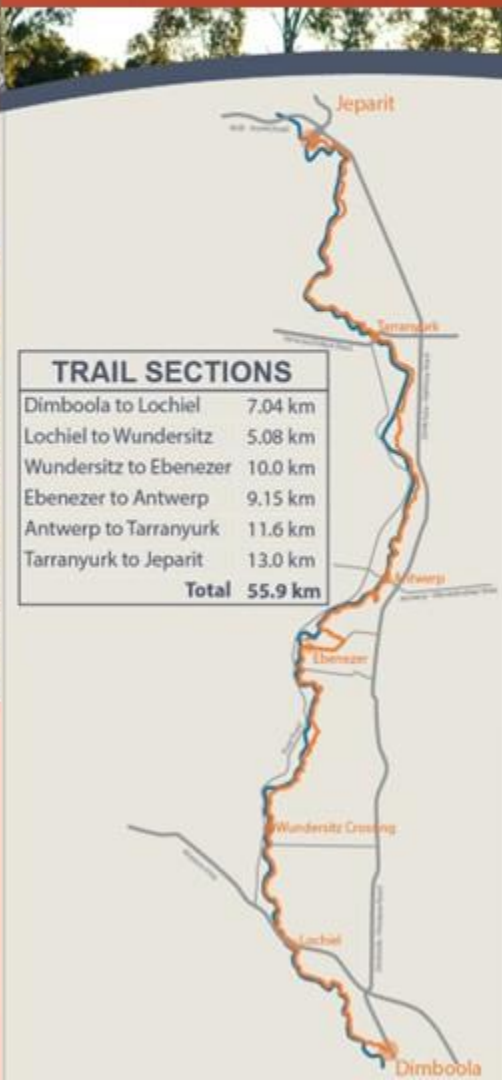 Jeparit
Tarranyurk
TRAIL SECTIONS
Dimboola to Lochiel 7.04 km
Lochiel to Wundersitz 5.08 km
Wundersitz to Ebenezer 10.0 km
Ebenezer to Antwerp 9.15 km
Antwerp to Tarranyurk 11.6 km
Tarranyurk to Jeparit 13.0 km
Total 55.9 km
Antwerp
Ebenezer
Wundersitz Crossing
Lochiel
Dimboola